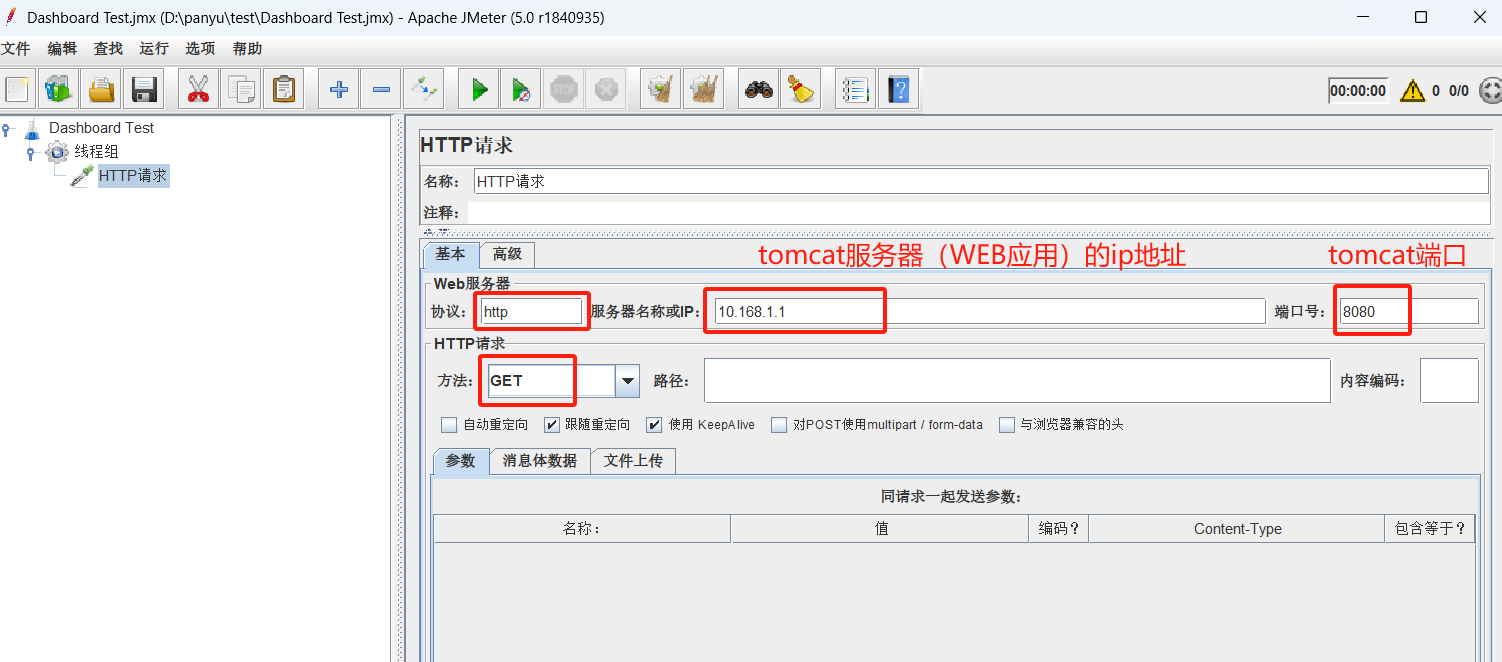 Dashboard Test.jmx (D:\panyu\test\Dashboard Test.jmx) - Apache JMeter (5.0 r1840935)
文件 编辑 查找 运行 选项 帮助
STOP
00:00:00 0 0/0
Dashboard Test
线程组
HTTP请求
HTTP请求
名称： HTTP请求
注释：
基本 高级 tomcat服务器（WEB应用）的ip地址 tomcat端口
Web服务器
协议： http 服务器名称或IP： 10.168.1.1 端口号： 8080
HTTP请求
方法： GET 路径： 内容编码：
自动重定向 跟随重定向 使用 KeepAlive 对POST使用multipart / form-data 与浏览器兼容的头
参数 消息体数据 文件上传
同请求一起发送参数：
名称： 值 编码？ Content-Type 包含等于？